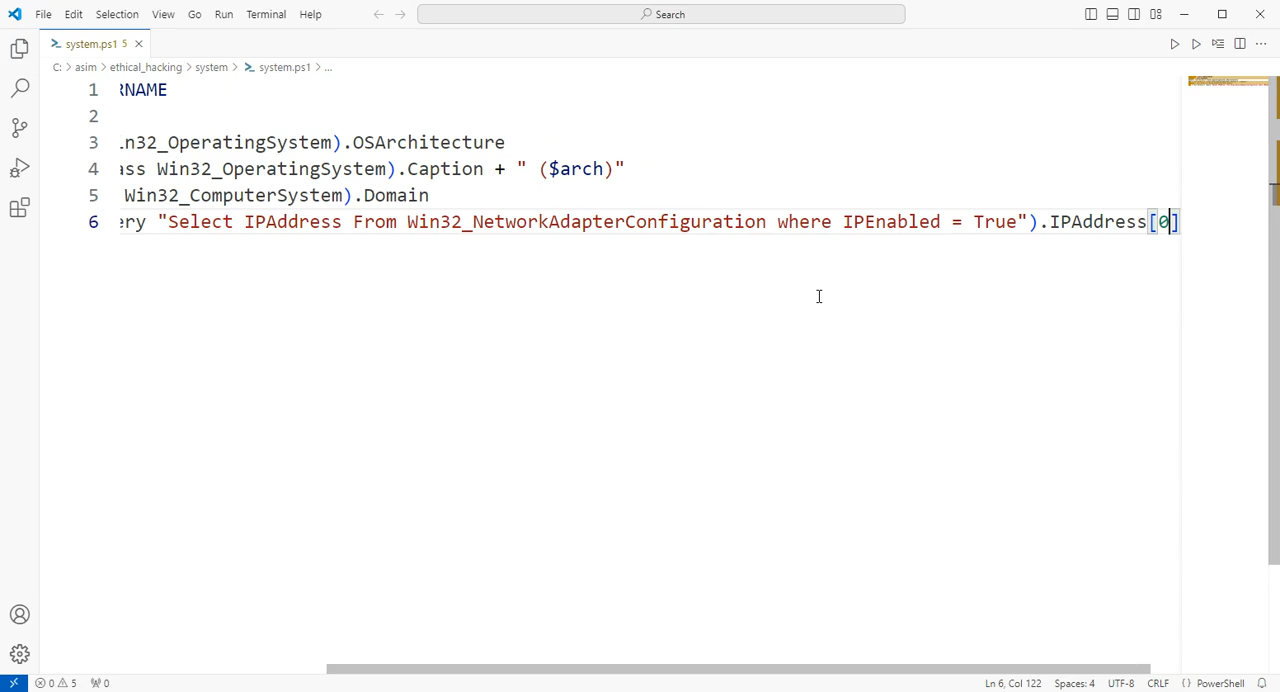 File Edit Selection View Go Run Terminal Help Search
system.ps1 5
C: > asim > ethical_hacking > system > system.ps1 > ...
1 RNAME
2
3 in32_OperatingSystem).OSArchitecture
4 ass Win32_OperatingSystem).Caption + " ($arch)"
5 Win32_ComputerSystem).Domain
6 ery "Select IPAddress From Win32_NetworkAdapterConfiguration where IPEnabled = True").IPAddress[0]
0 5 0 Ln 6, Col 122 Spaces: 4 UTF-8 CRLF {} PowerShell